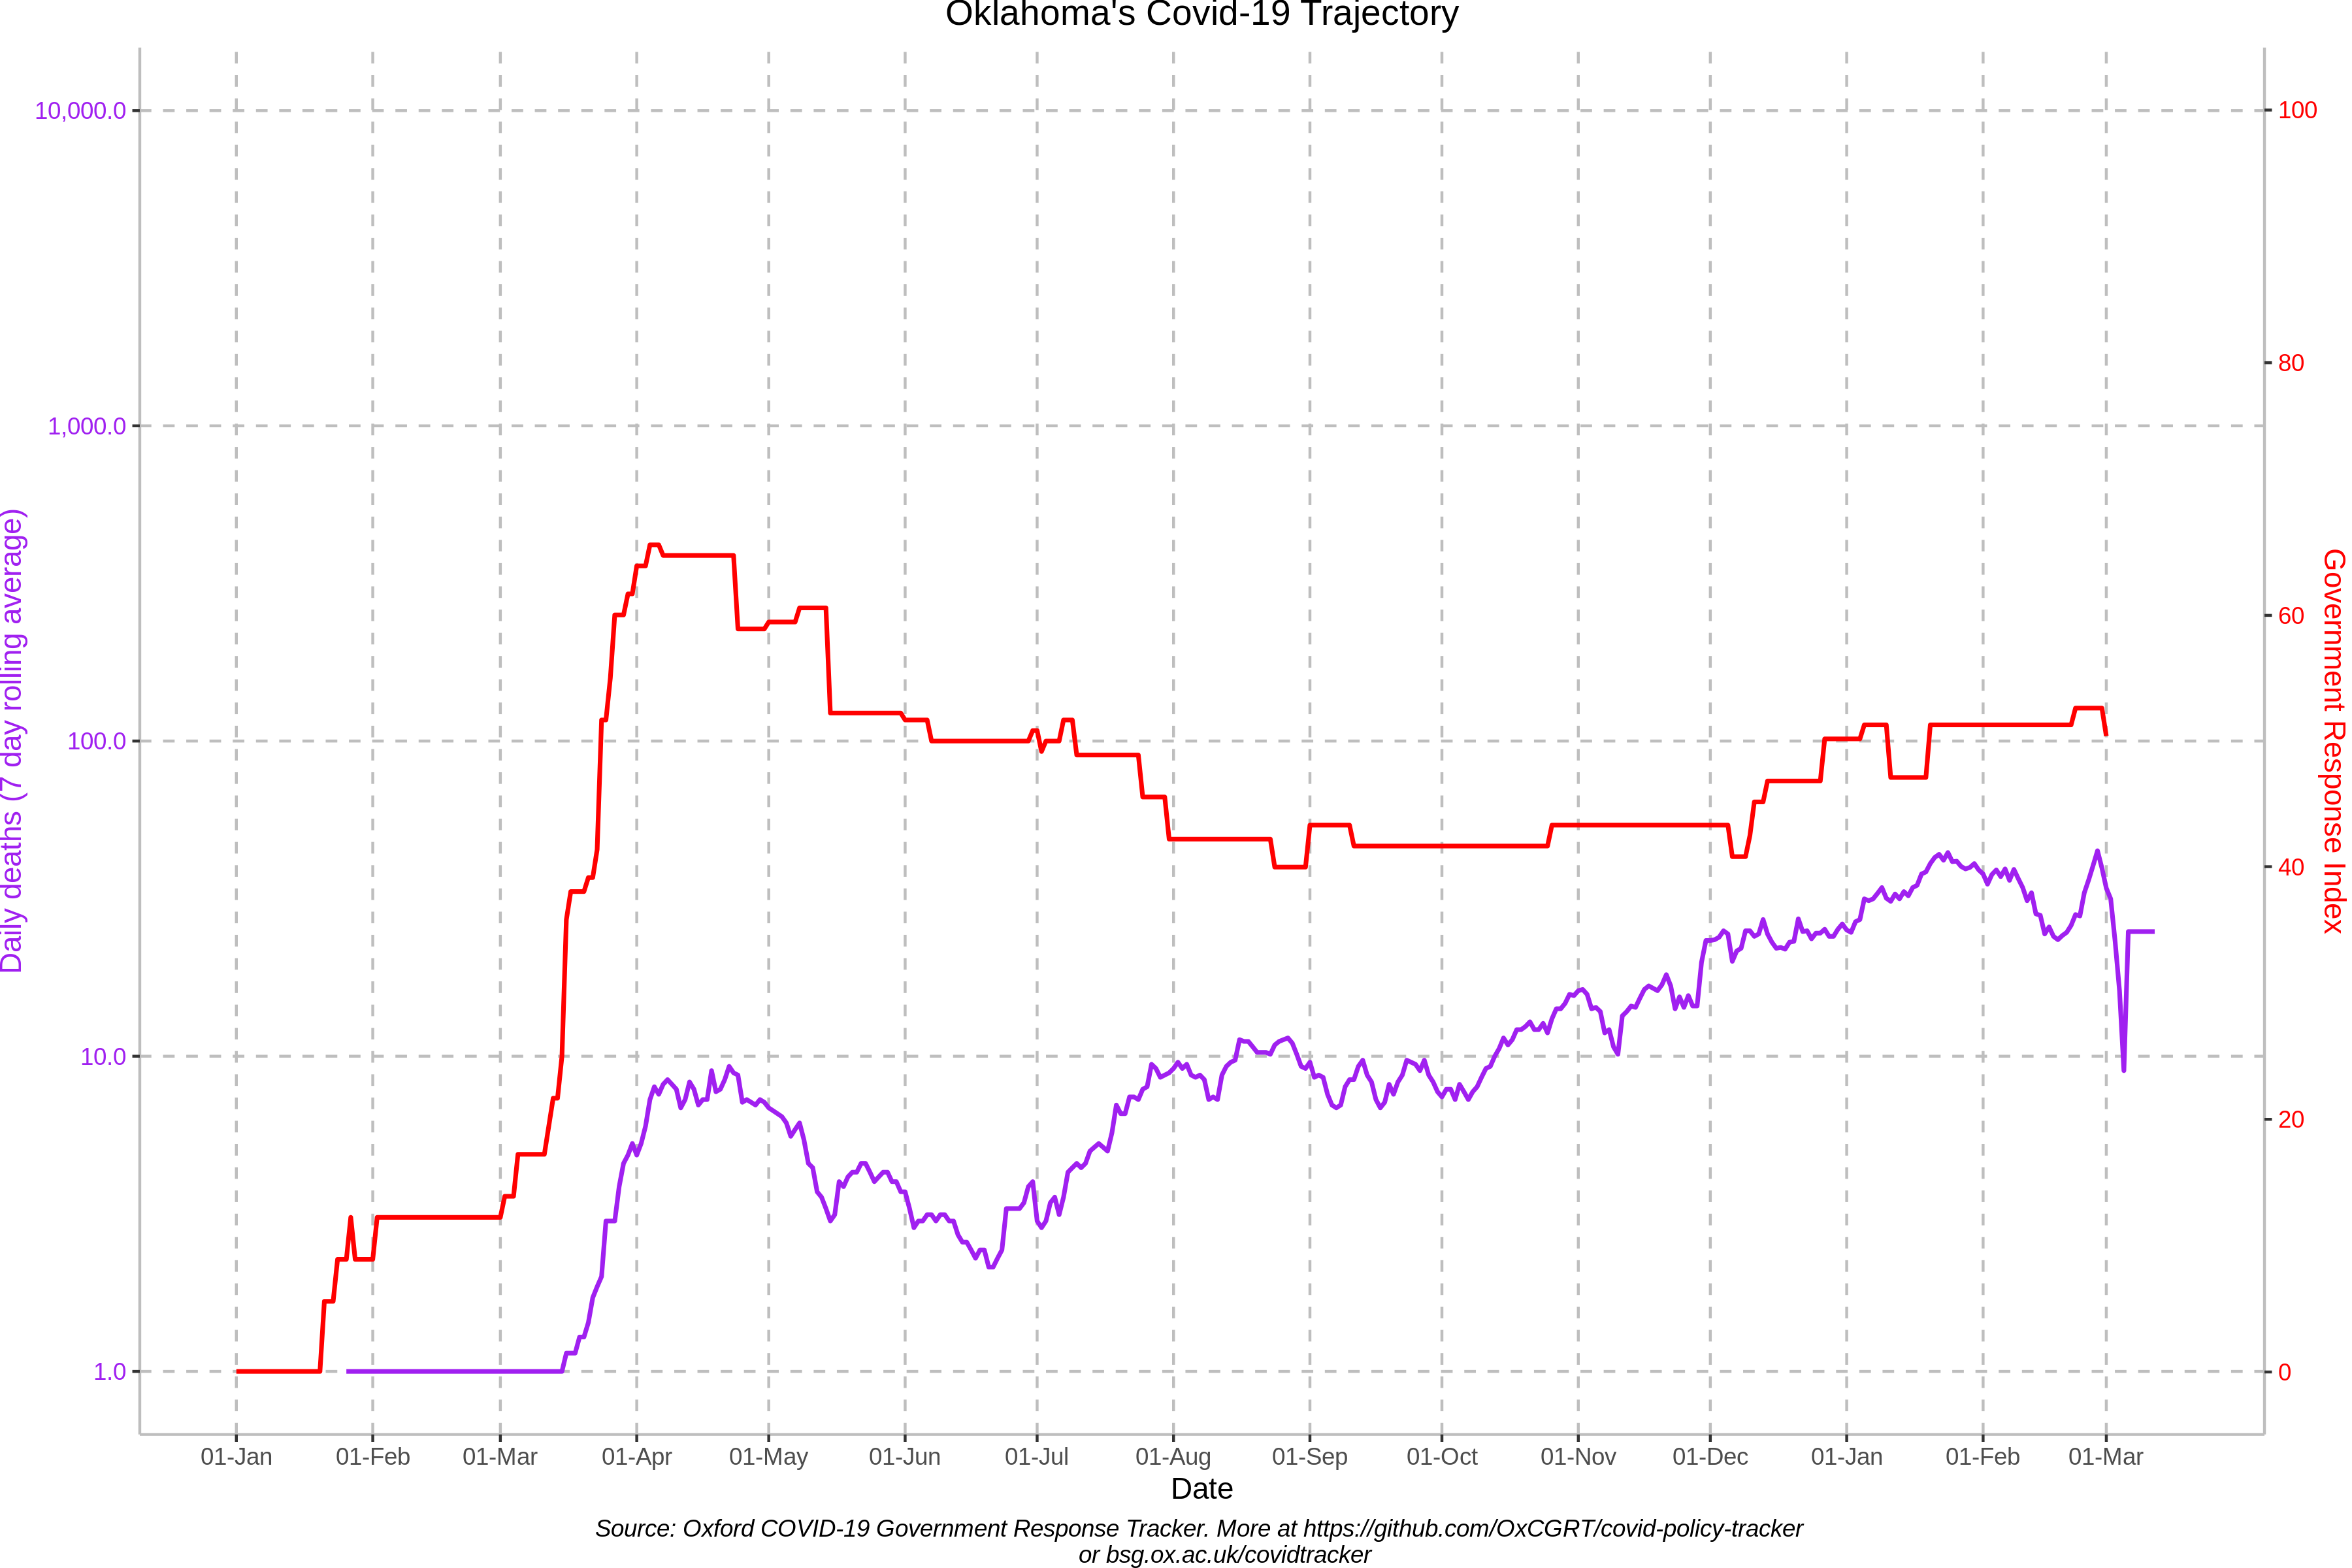 Oklahoma's Covid-19 Trajectory
10,000.0
1,000.0
100.0
10.0
1.0
Daily deaths (7 day rolling average)
100
80
60
40
20
0
Government Response Index
01-Jan
01-Feb
01-Mar
01-Apr
01-May
01-Jun
01-Jul
01-Aug
01-Sep
01-Oct
01-Nov
01-Dec
01-Jan
01-Feb
01-Mar
Date
Source: Oxford COVID-19 Government Response Tracker. More at https://github.com/OxCGRT/covid-policy-tracker
or bsg.ox.ac.uk/covidtracker